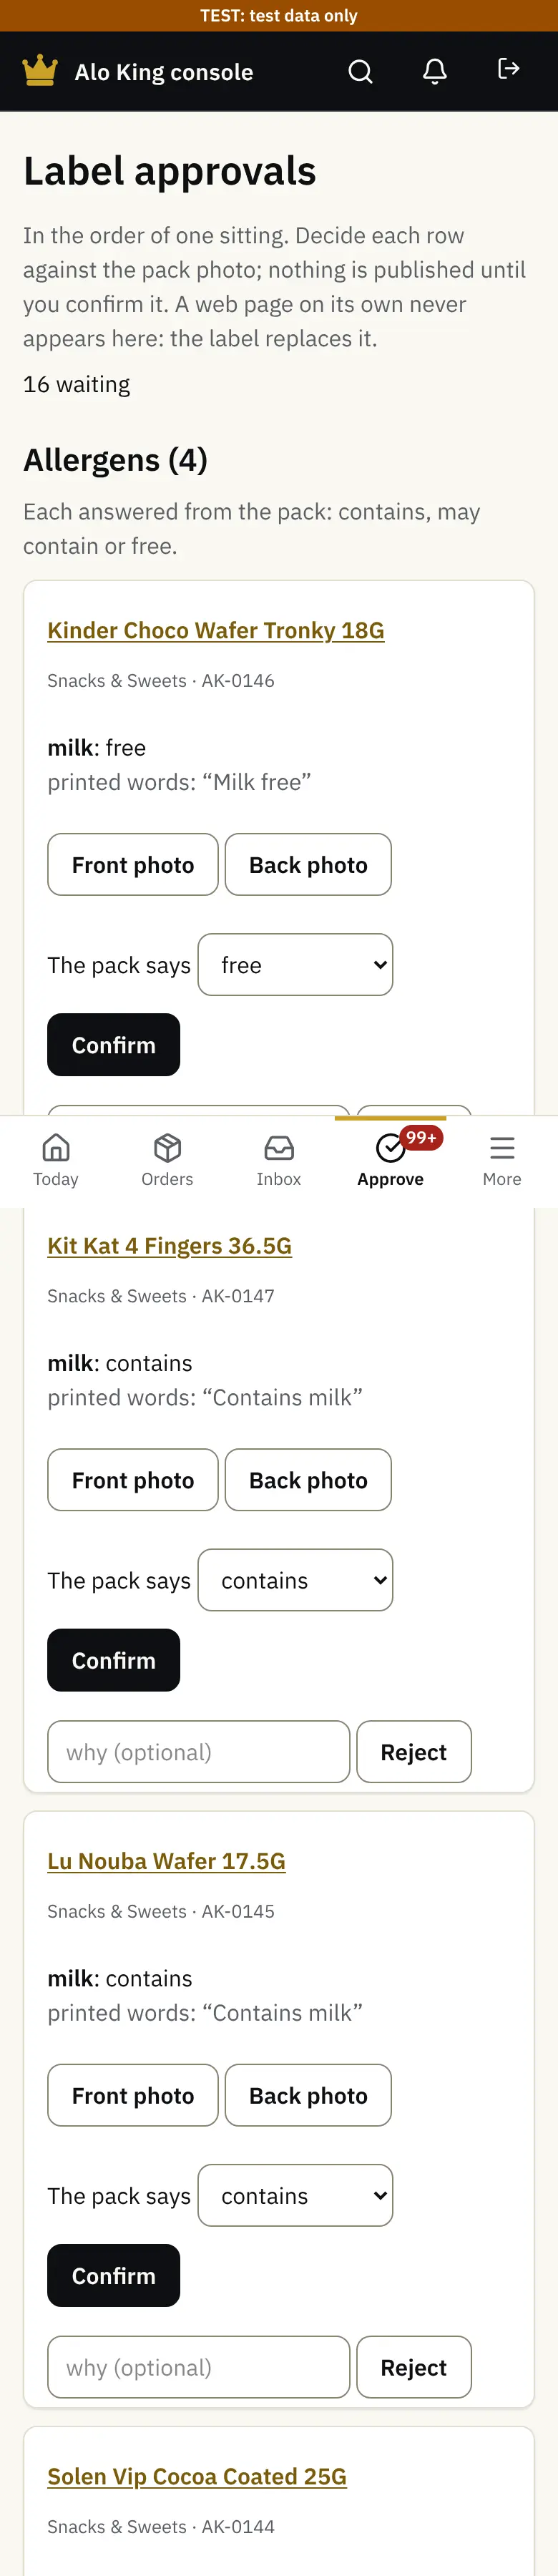 TEST: test data only
Alo King console
Label approvals
In the order of one sitting. Decide each row
against the pack photo; nothing is published until
you confirm it. A web page on its own never
appears here: the label replaces it.
16 waiting
Allergens (4)
Each answered from the pack: contains, may
contain or free.
Kinder Choco Wafer Tronky 18G
Snacks & Sweets · AK-0146
milk: free
printed words: “Milk free”
Front photo Back photo
The pack says free
Confirm
99+
Today Orders Inbox Approve More
Kit Kat 4 Fingers 36.5G
Snacks & Sweets · AK-0147
milk: contains
printed words: “Contains milk”
Front photo Back photo
The pack says contains
Confirm
why (optional) Reject
Lu Nouba Wafer 17.5G
Snacks & Sweets · AK-0145
milk: contains
printed words: “Contains milk”
Front photo Back photo
The pack says contains
Confirm
why (optional) Reject
Solen Vip Cocoa Coated 25G
Snacks & Sweets · AK-0144